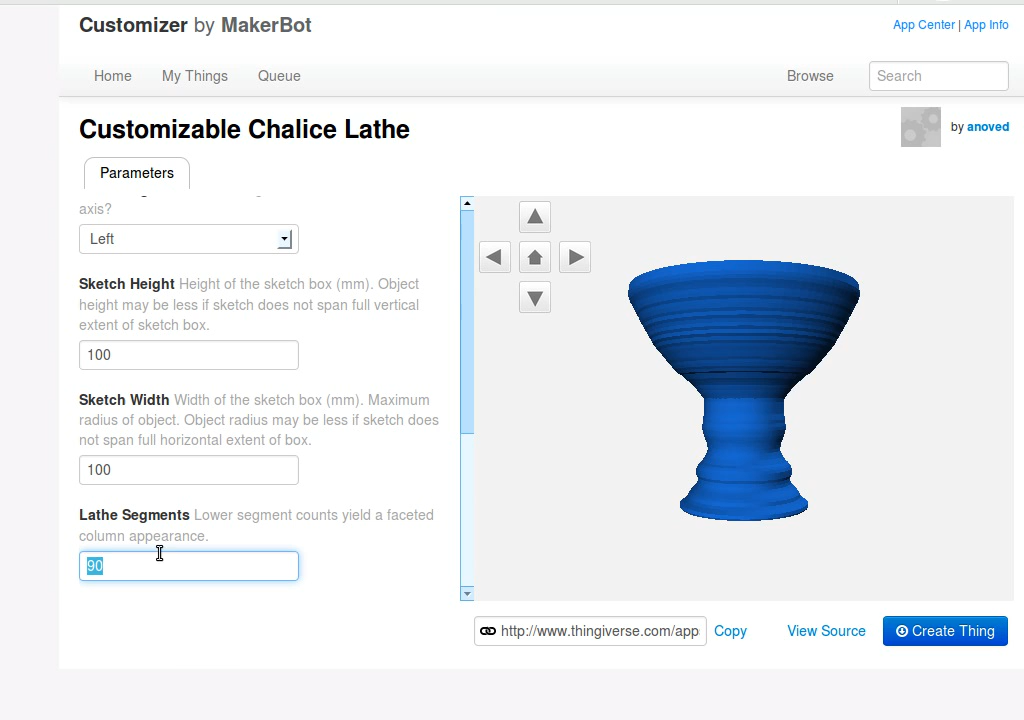 Customizer by MakerBot
App Center | App Info
Home My Things Queue Browse Search
Customizable Chalice Lathe
by anoved
Parameters
axis?
Left
Sketch Height Height of the sketch box (mm). Object
height may be less if sketch does not span full vertical
extent of sketch box.
100
Sketch Width Width of the sketch box (mm). Maximum
radius of object. Object radius may be less if sketch does
not span full horizontal extent of box.
100
Lathe Segments Lower segment counts yield a faceted
column appearance.
90
http://www.thingiverse.com/app
Copy
View Source
Create Thing